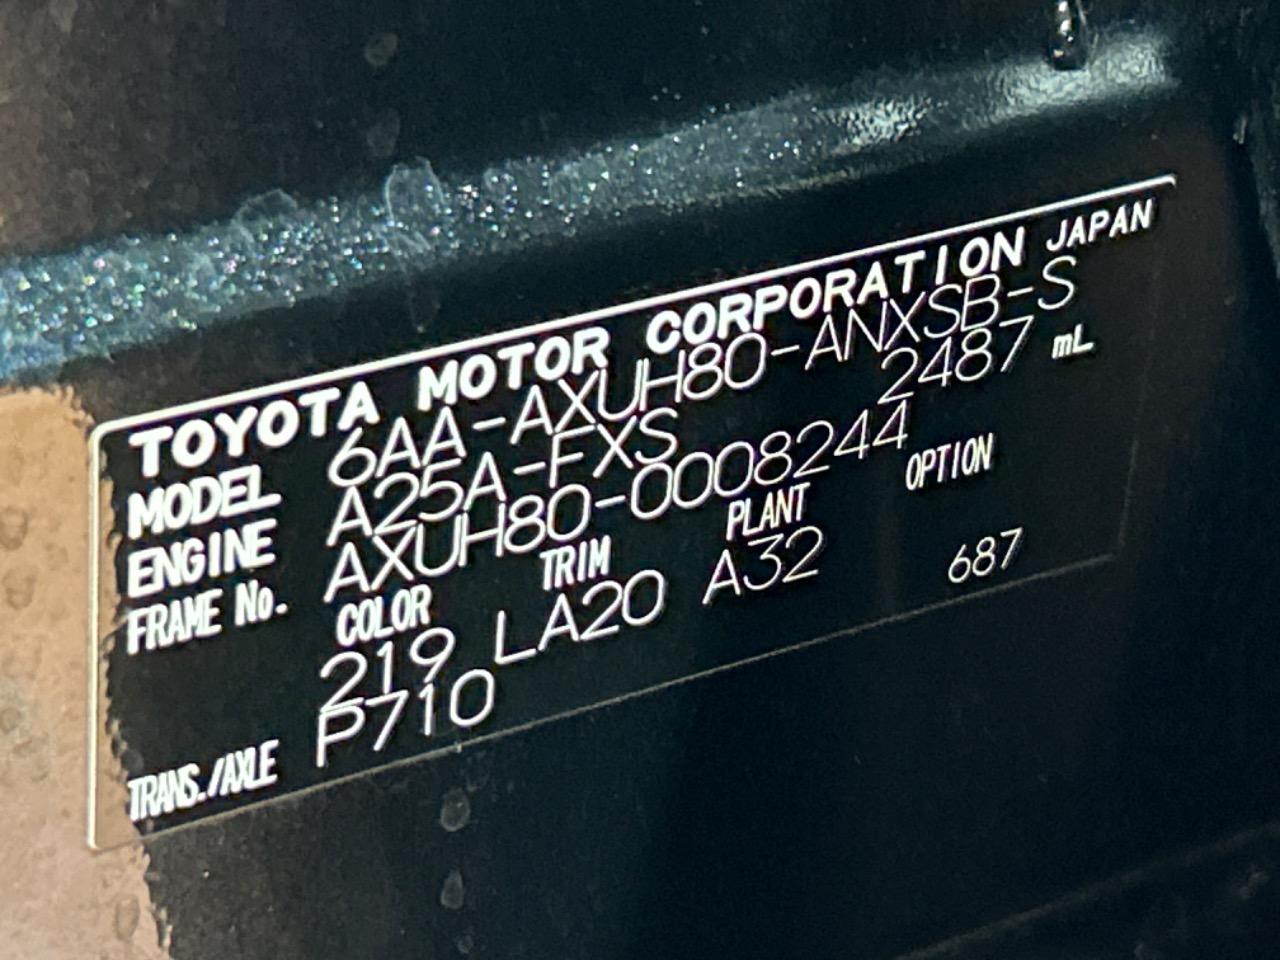 TOYOTA MOTOR CORPORATION JAPAN
MODEL 6AA-AXUH80-ANXSB-S
ENGINE A25A-FXS 2487 mL
FRAME No. AXUH80-0008244
COLOR TRIM PLANT OPTION
219 LA20 A32 687
TRANS./AXLE P710